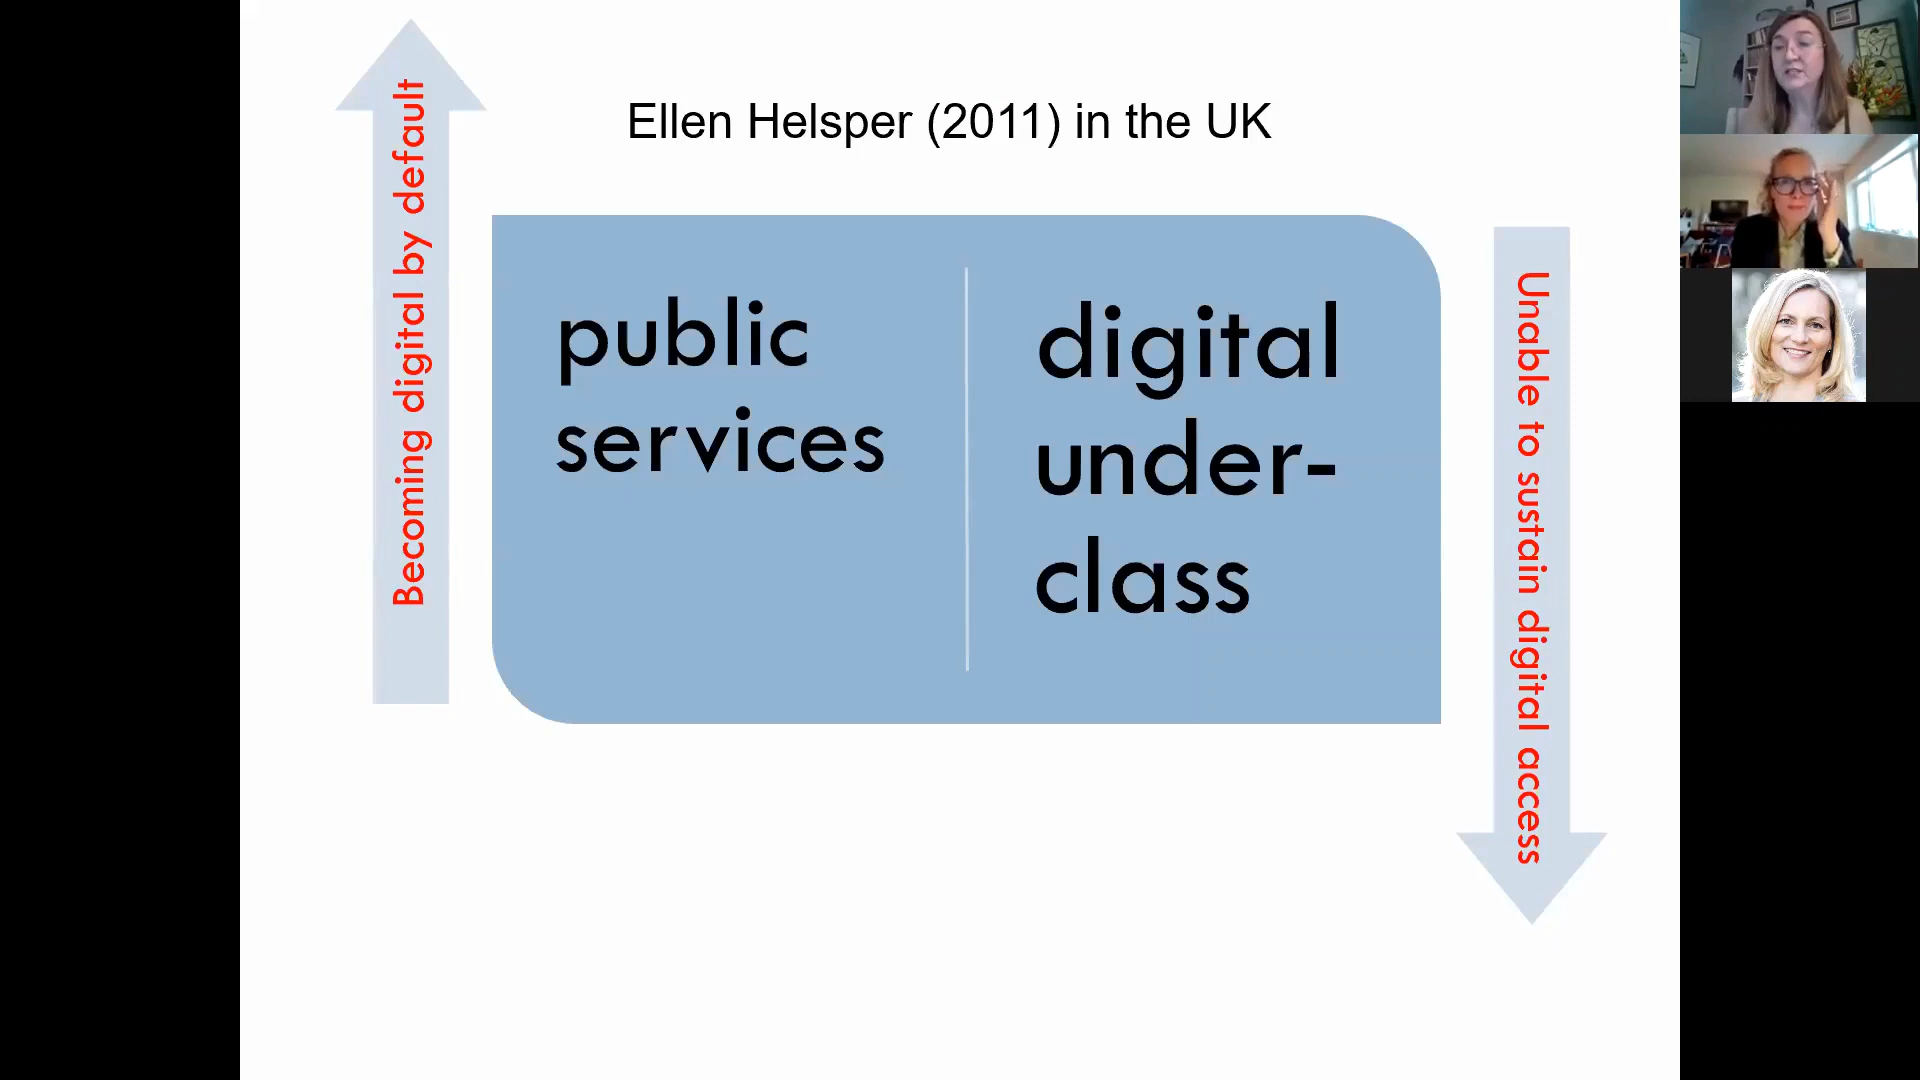 Ellen Helsper (2011) in the UK
Becoming digital by default
public
services
digital
under-
class
Unable to sustain digital access